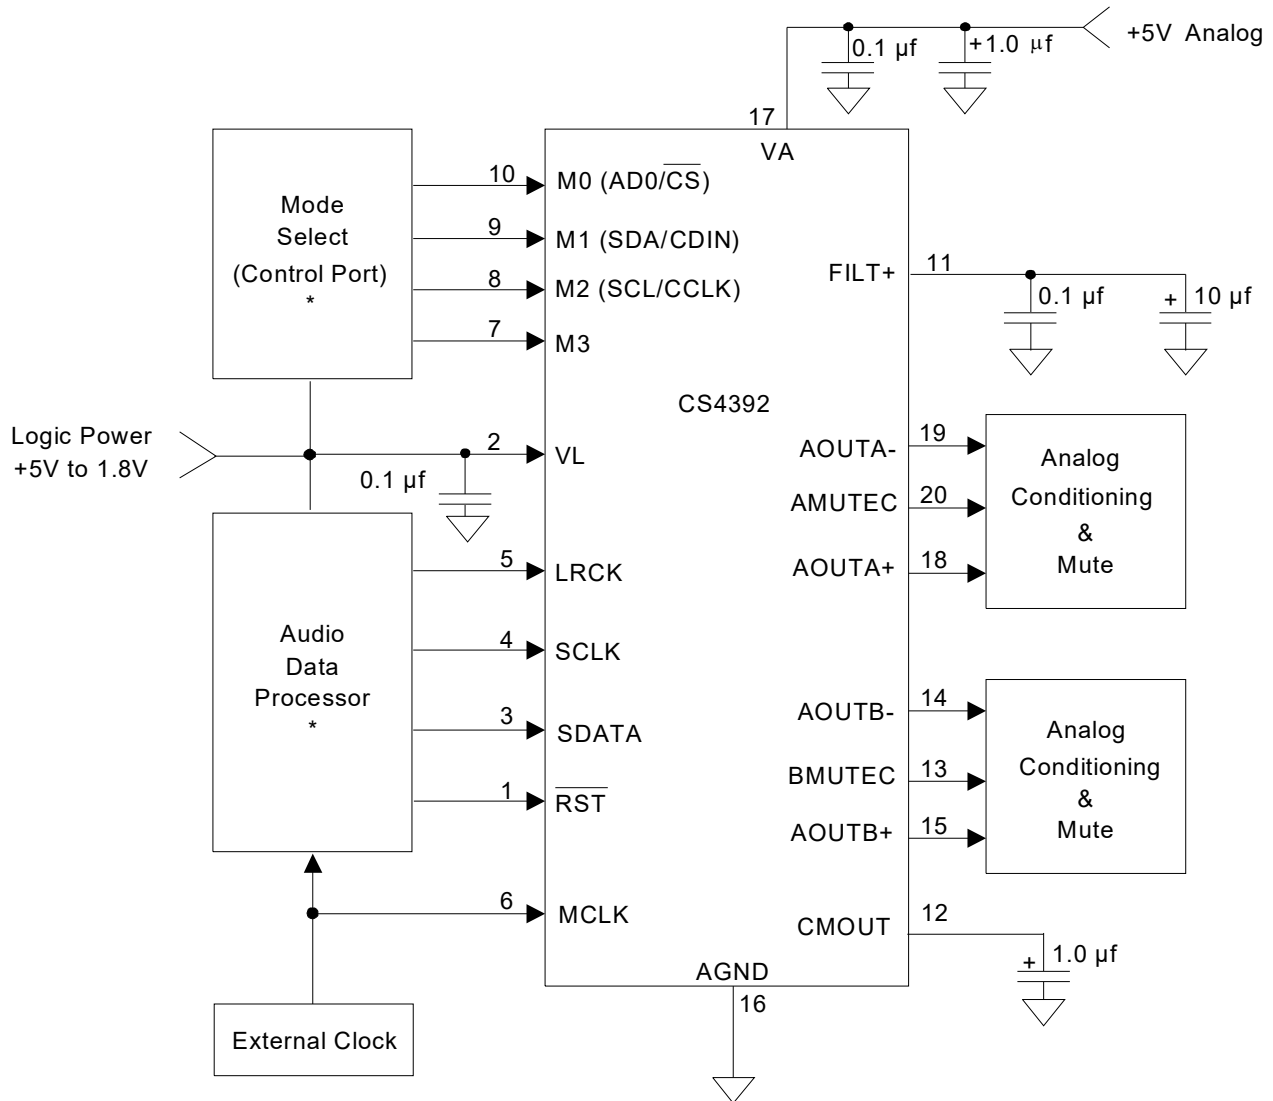 +5V Analog
0.1 µf
+1.0 µf
17
VA
Mode
Select
(Control Port)
*
10
M0 (AD0/C̅S̅)
9
M1 (SDA/CDIN)
8
M2 (SCL/CCLK)
7
M3
FILT+
11
0.1 µf
+
10 µf
CS4392
Logic Power
+5V to 1.8V
2
VL
0.1 µf
AOUTA-
19
AMUTEC
20
AOUTA+
18
Analog
Conditioning
&
Mute
Audio
Data
Processor
*
5
LRCK
4
SCLK
3
SDATA
1
R̅S̅T̅
6
MCLK
AOUTB-
14
BMUTEC
13
AOUTB+
15
Analog
Conditioning
&
Mute
CMOUT
12
+
1.0 µf
AGND
16
External Clock